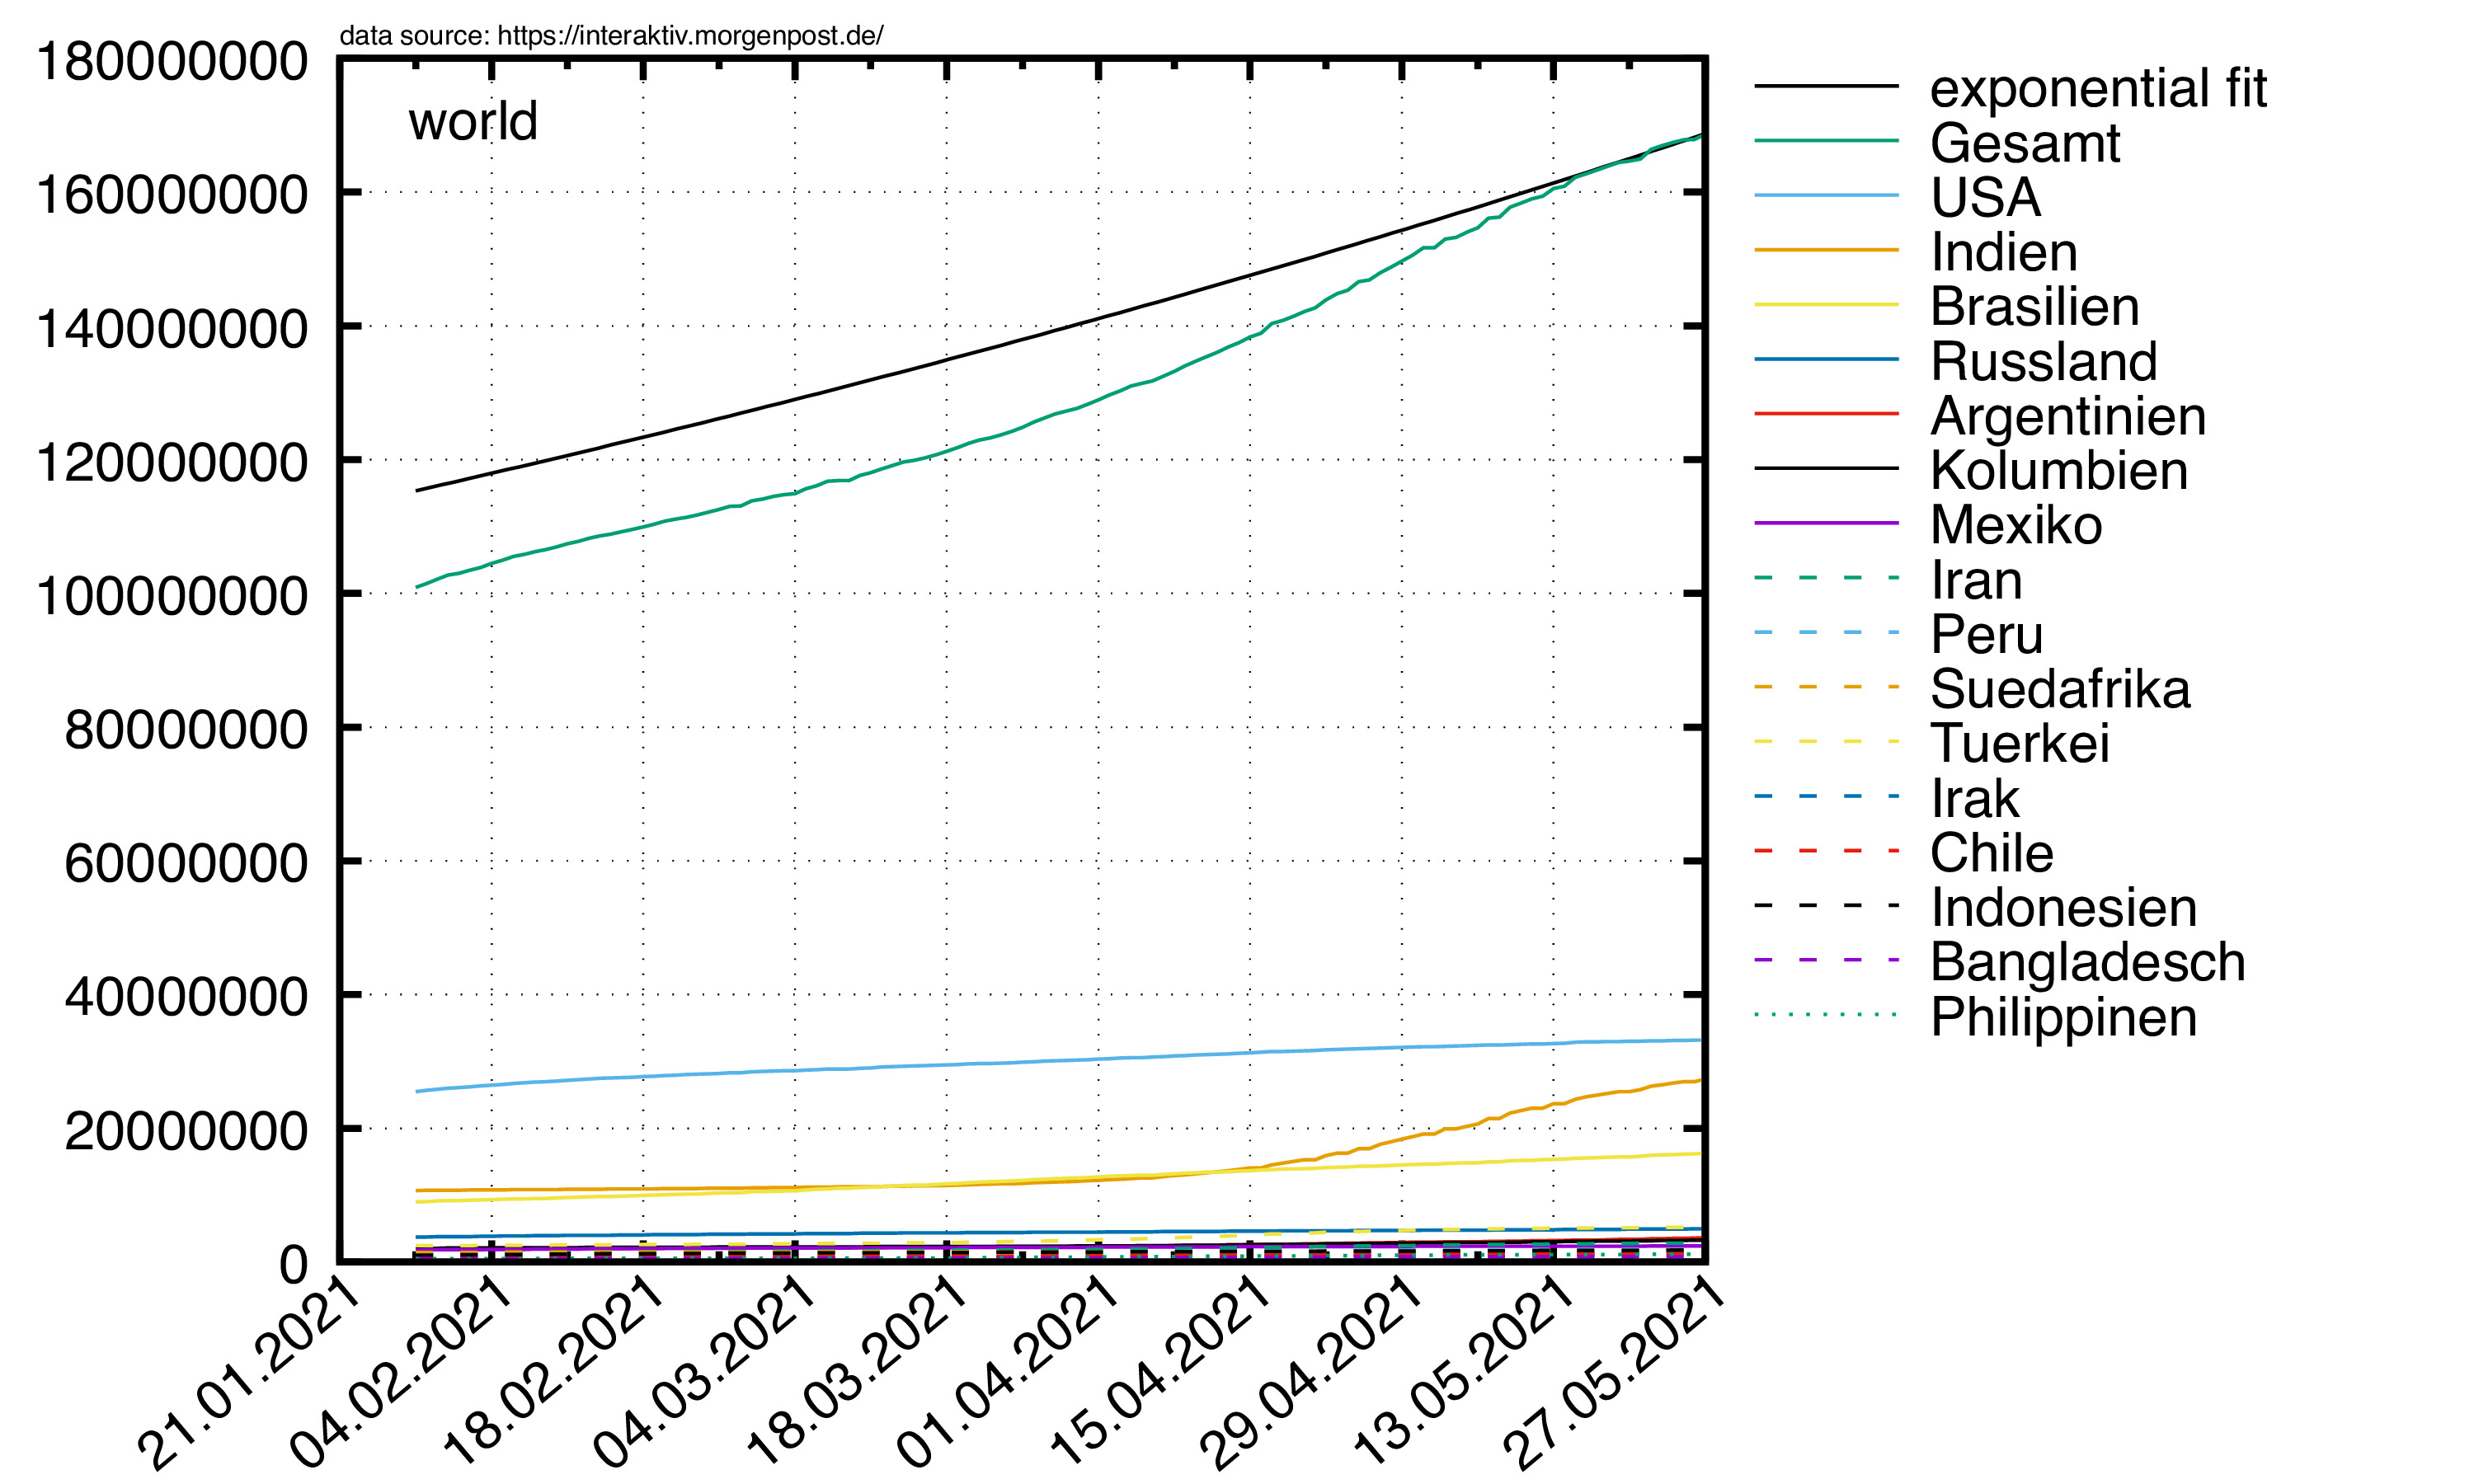 data source: https://interaktiv.morgenpost.de/
180000000
160000000
140000000
120000000
100000000
80000000
60000000
40000000
20000000
0
world
21.01.2021
04.02.2021
18.02.2021
04.03.2021
18.03.2021
01.04.2021
15.04.2021
29.04.2021
13.05.2021
27.05.2021
exponential fit
Gesamt
USA
Indien
Brasilien
Russland
Argentinien
Kolumbien
Mexiko
Iran
Peru
Suedafrika
Tuerkei
Irak
Chile
Indonesien
Bangladesch
Philippinen